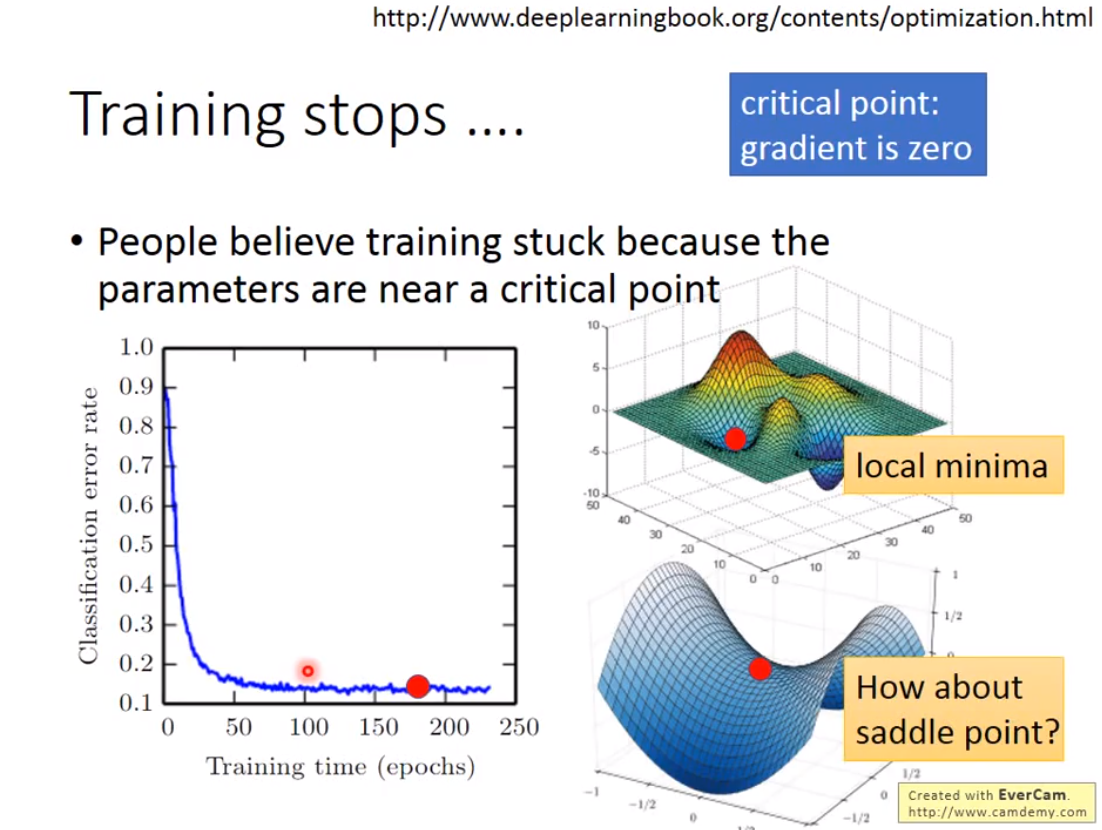 http://www.deeplearningbook.org/contents/optimization.html
Training stops ....
critical point:
gradient is zero
• People believe training stuck because the
parameters are near a critical point
Classification error rate
1.0
0.9
0.8
0.7
0.6
0.5
0.4
0.3
0.2
0.1
0 50 100 150 200 250
Training time (epochs)
10
5
0
-5
-10
50
40
30
20
10
0
0
10
20
30
40
50
local minima
1
1/2
0
How about
saddle point?
−1
−1/2
0
1/2
−1/2
0
1/2
Created with EverCam.
http://www.camdemy.com